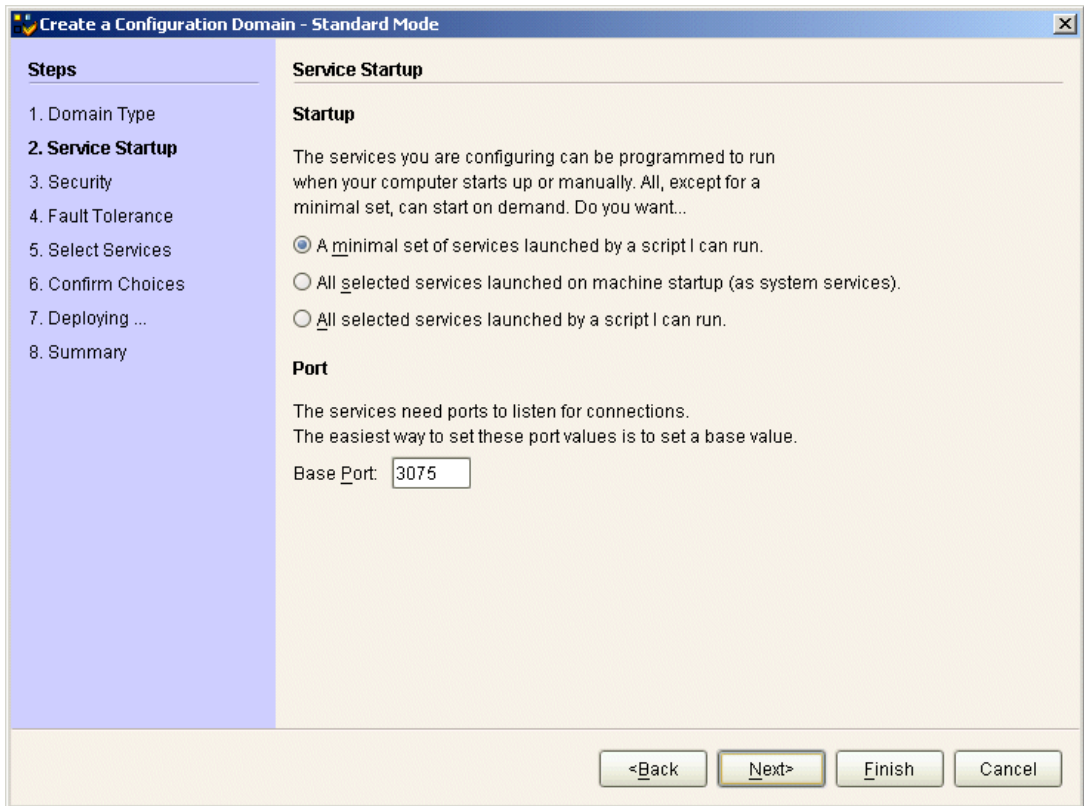 Create a Configuration Domain - Standard Mode
Steps
1. Domain Type
2. Service Startup
3. Security
4. Fault Tolerance
5. Select Services
6. Confirm Choices
7. Deploying ...
8. Summary
Service Startup
Startup
The services you are configuring can be programmed to run
when your computer starts up or manually. All, except for a
minimal set, can start on demand. Do you want...
A minimal set of services launched by a script I can run.
All selected services launched on machine startup (as system services).
All selected services launched by a script I can run.
Port
The services need ports to listen for connections.
The easiest way to set these port values is to set a base value.
Base Port: 3075
<Back Next> Finish Cancel